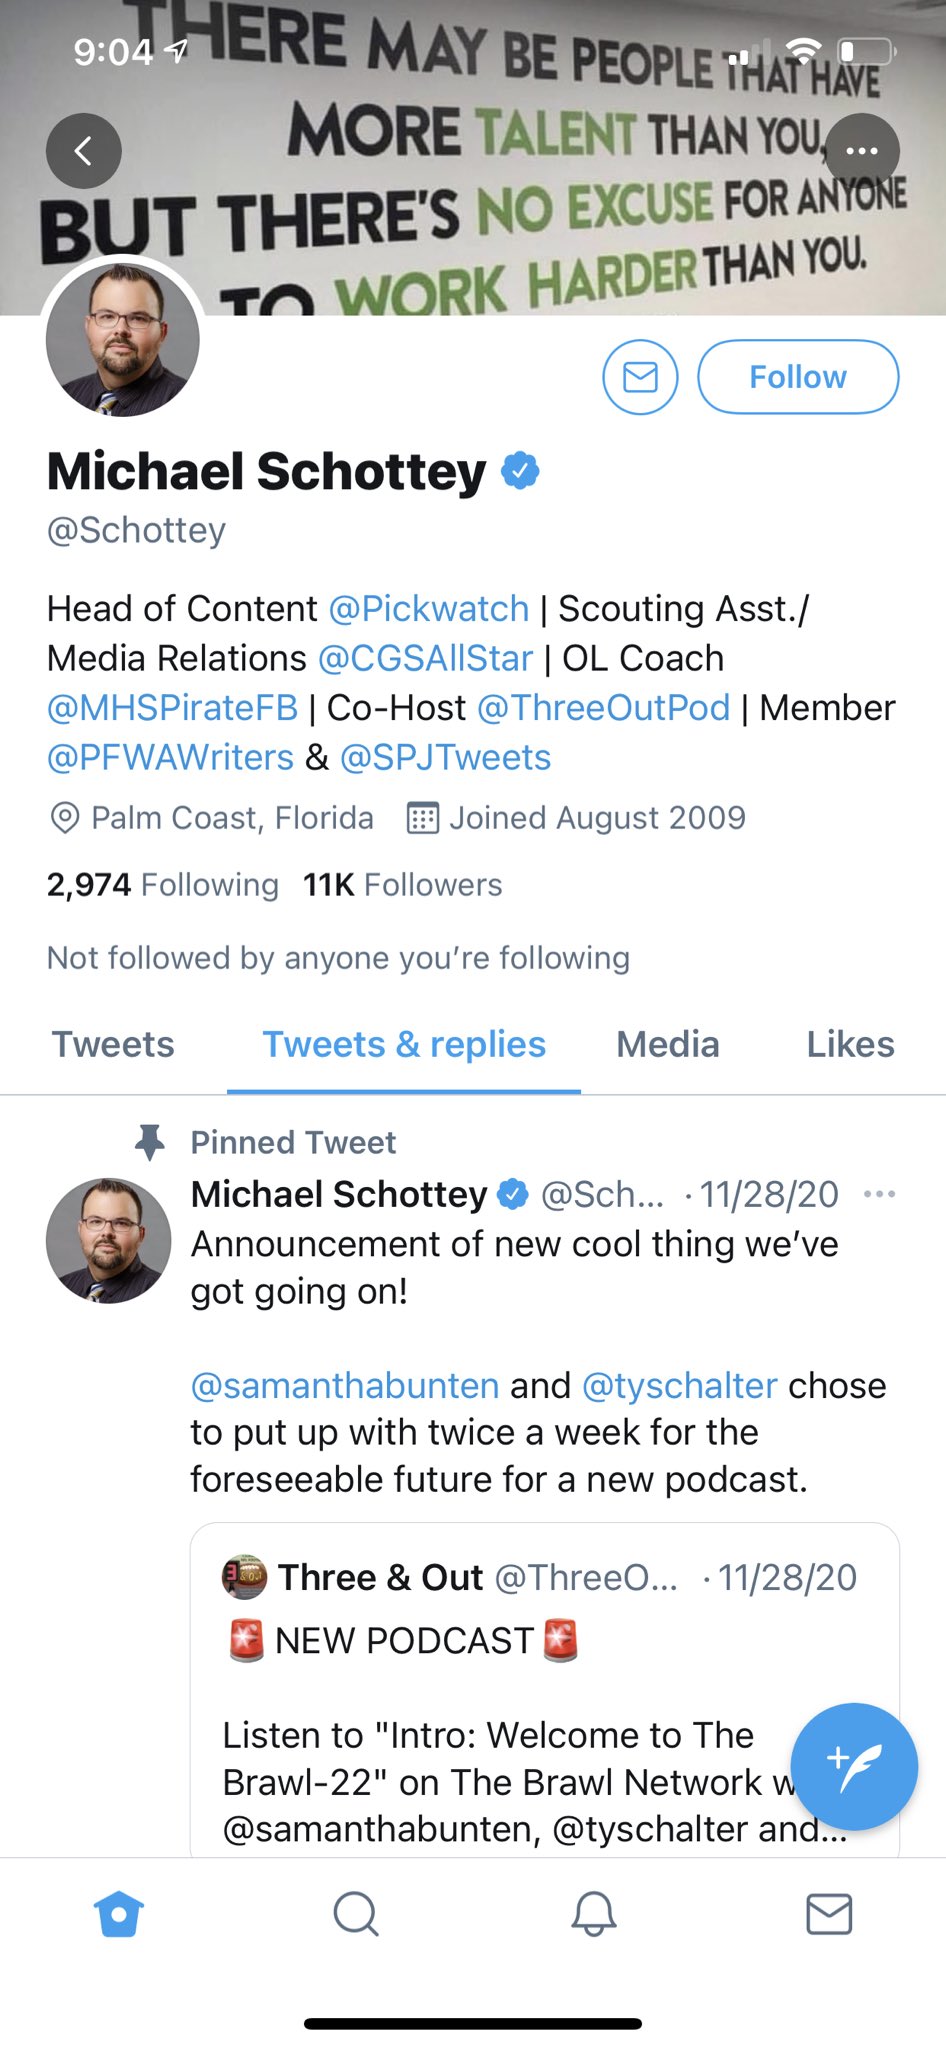 THERE MAY BE PEOPLE THAT HAVE
9:04
MORE TALENT THAN YOU,
BUT THERE'S NO EXCUSE FOR ANYONE
TO WORK HARDER THAN YOU.
Follow
Michael Schottey
@Schottey
Head of Content @Pickwatch | Scouting Asst./
Media Relations @CGSAllStar | OL Coach
@MHSPirateFB | Co-Host @ThreeOutPod | Member
@PFWAWriters & @SPJTweets
Palm Coast, Florida Joined August 2009
2,974 Following 11K Followers
Not followed by anyone you’re following
Tweets Tweets & replies Media Likes
Pinned Tweet
Michael Schottey @Sch... · 11/28/20
Announcement of new cool thing we’ve
got going on!
@samanthabunten and @tyschalter chose
to put up with twice a week for the
foreseeable future for a new podcast.
Three & Out @ThreeO... · 11/28/20
🚨 NEW PODCAST 🚨
Listen to "Intro: Welcome to The
Brawl-22" on The Brawl Network
@samanthabunten, @tyschalter and...